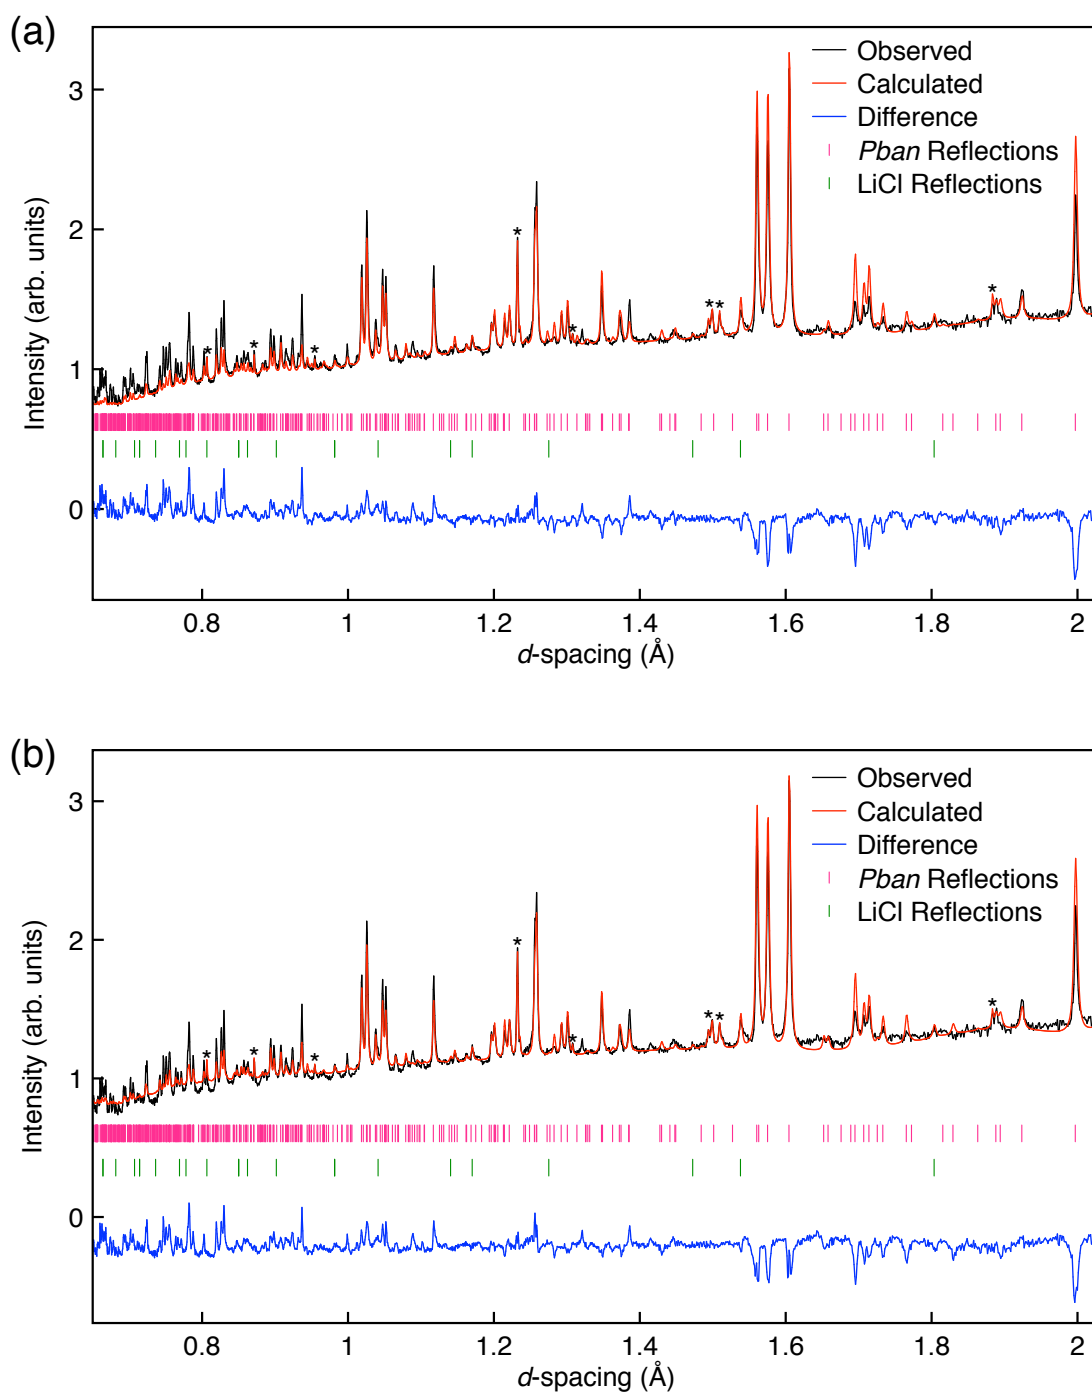 (a)
Observed
Calculated
Difference
Pban Reflections
LiCl Reflections
Intensity (arb. units)
3
2
1
0
* * * * * * * *
0.8 1 1.2 1.4 1.6 1.8 2
d-spacing (Å)
(b)
Observed
Calculated
Difference
Pban Reflections
LiCl Reflections
Intensity (arb. units)
3
2
1
0
* * * * * * * *
0.8 1 1.2 1.4 1.6 1.8 2
d-spacing (Å)